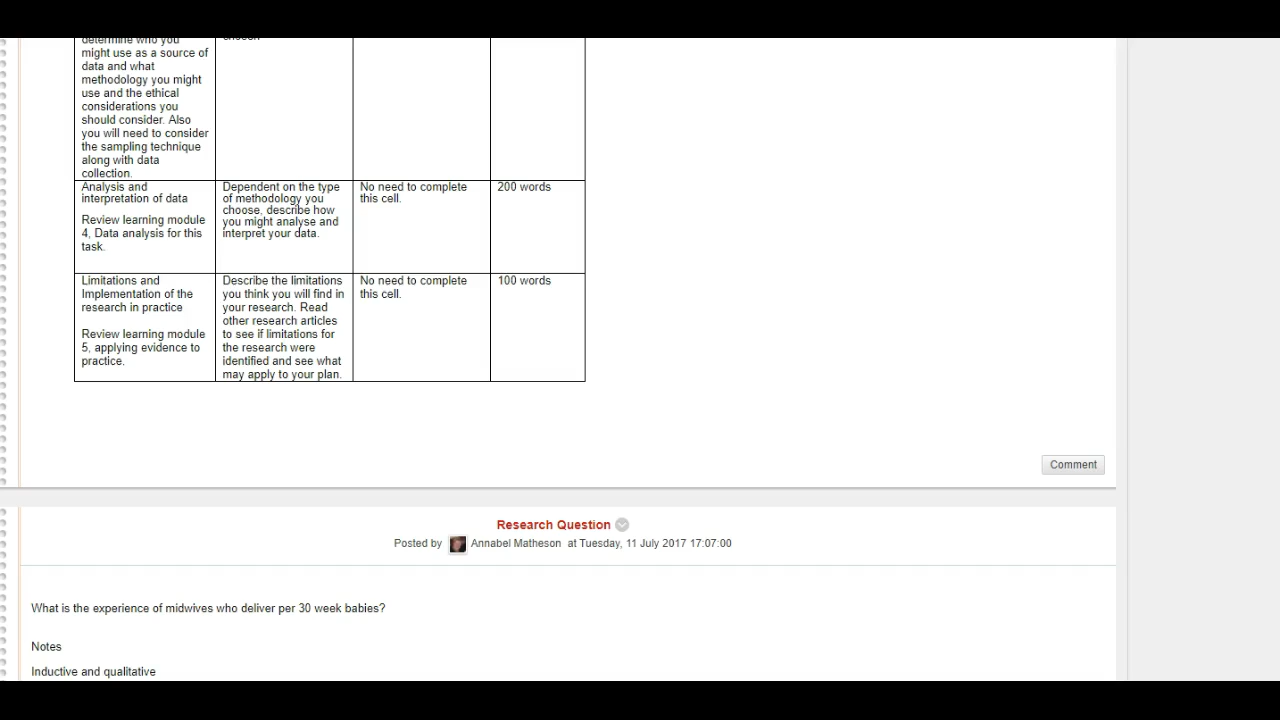 determine who you
might use as a source of
data and what
methodology you might
use and the ethical
considerations you
should consider. Also
you will need to consider
the sampling technique
along with data
collection.
Analysis and
interpretation of data
Review learning module
4, Data analysis for this
task.
Dependent on the type
of methodology you
choose, describe how
you might analyse and
interpret your data.
No need to complete
this cell.
200 words
Limitations and
Implementation of the
research in practice
Review learning module
5, applying evidence to
practice.
Describe the limitations
you think you will find in
your research. Read
other research articles
to see if limitations for
the research were
identified and see what
may apply to your plan.
No need to complete
this cell.
100 words
Comment
Research Question
Posted by Annabel Matheson at Tuesday, 11 July 2017 17:07:00
What is the experience of midwives who deliver per 30 week babies?
Notes
Inductive and qualitative